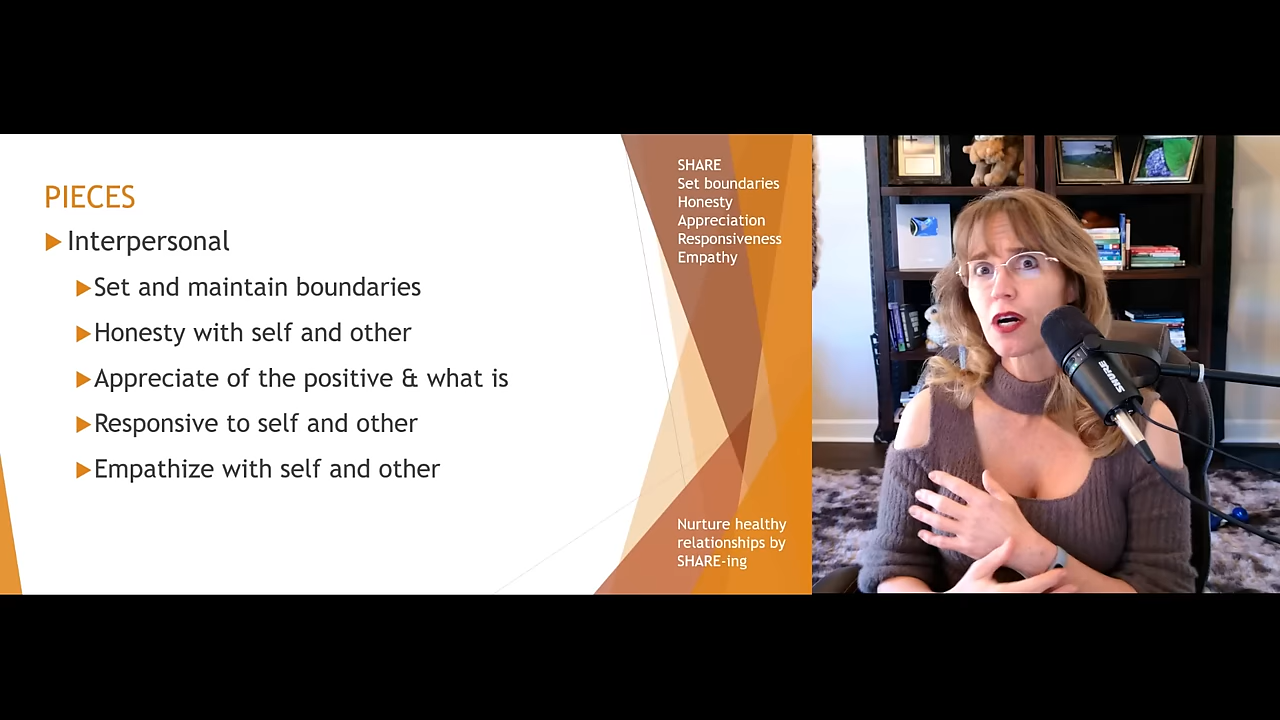 PIECES
Interpersonal
Set and maintain boundaries
Honesty with self and other
Appreciate of the positive & what is
Responsive to self and other
Empathize with self and other
SHARE
Set boundaries
Honesty
Appreciation
Responsiveness
Empathy
Nurture healthy
relationships by
SHARE-ing
SHURE